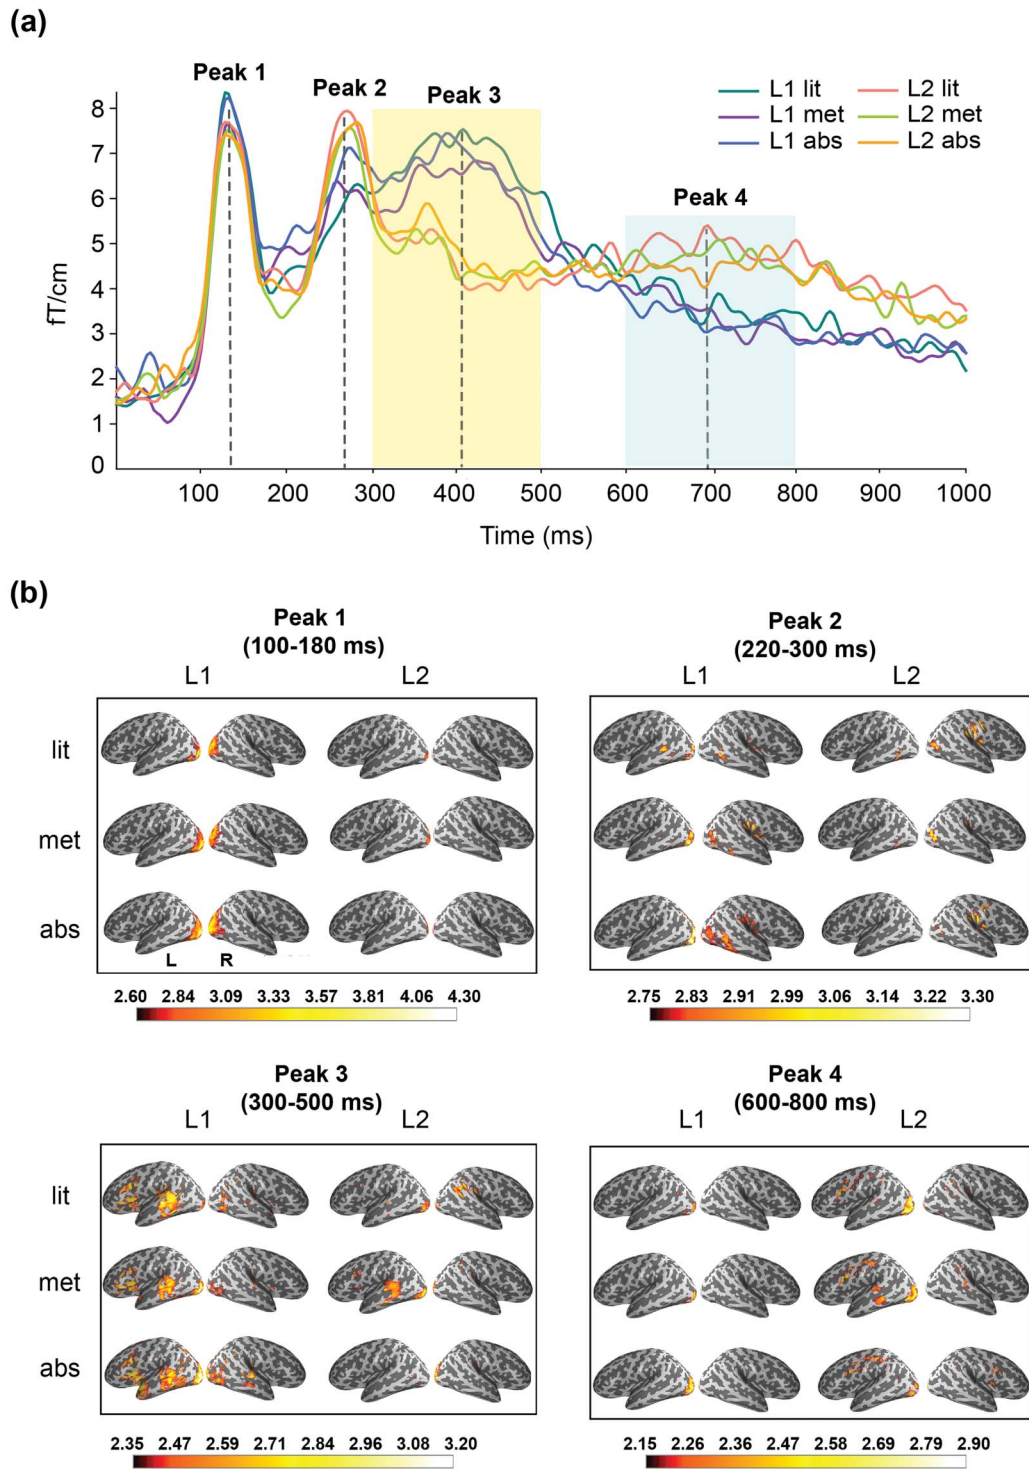 (a)
Peak 1
Peak 2
Peak 3
Peak 4
L1 lit
L1 met
L1 abs
L2 lit
L2 met
L2 abs
fT/cm
8
7
6
5
4
3
2
1
0
100 200 300 400 500 600 700 800 900 1000
Time (ms)
(b)
Peak 1
(100-180 ms)
L1 L2
lit
met
abs
L R
2.60 2.84 3.09 3.33 3.57 3.81 4.06 4.30
Peak 2
(220-300 ms)
L1 L2
2.75 2.83 2.91 2.99 3.06 3.14 3.22 3.30
Peak 3
(300-500 ms)
L1 L2
lit
met
abs
2.35 2.47 2.59 2.71 2.84 2.96 3.08 3.20
Peak 4
(600-800 ms)
L1 L2
2.15 2.26 2.36 2.47 2.58 2.69 2.79 2.90